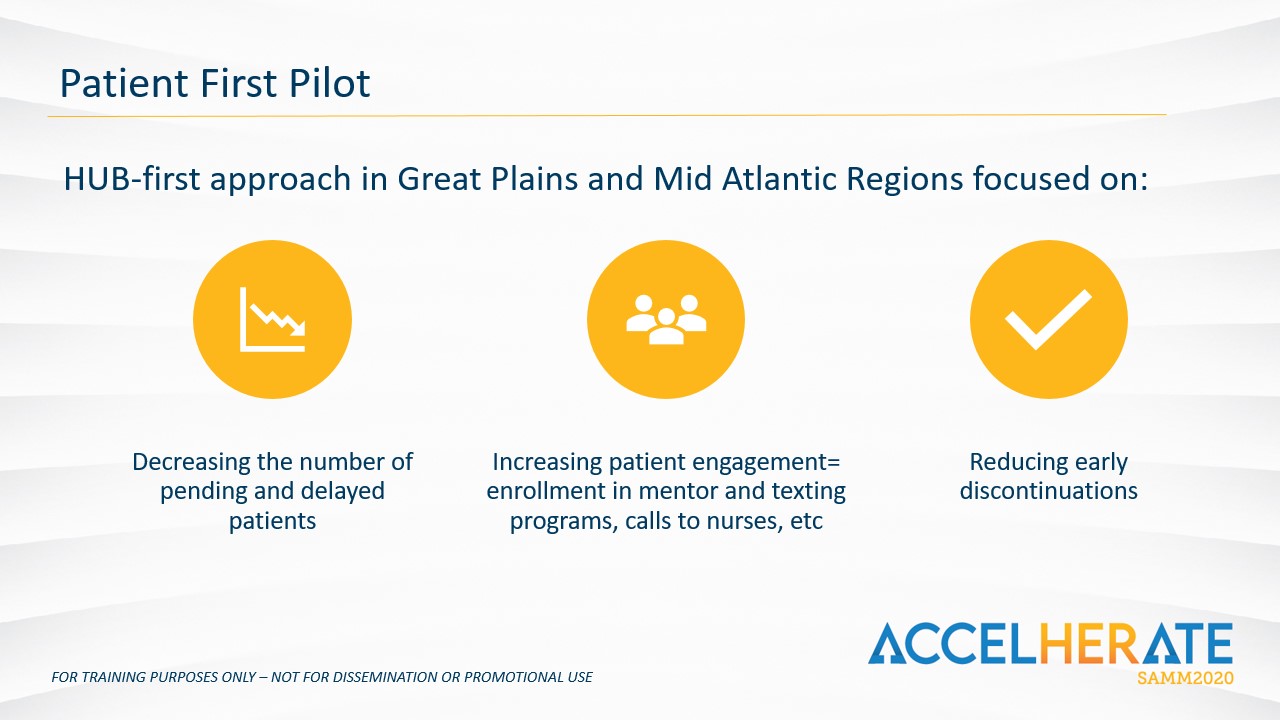 Patient First Pilot
HUB-first approach in Great Plains and Mid Atlantic Regions focused on:
Decreasing the number of
pending and delayed
patients
Increasing patient engagement=
enrollment in mentor and texting
programs, calls to nurses, etc
Reducing early
discontinuations
ACCELHERATE
SAMM2020
FOR TRAINING PURPOSES ONLY – NOT FOR DISSEMINATION OR PROMOTIONAL USE